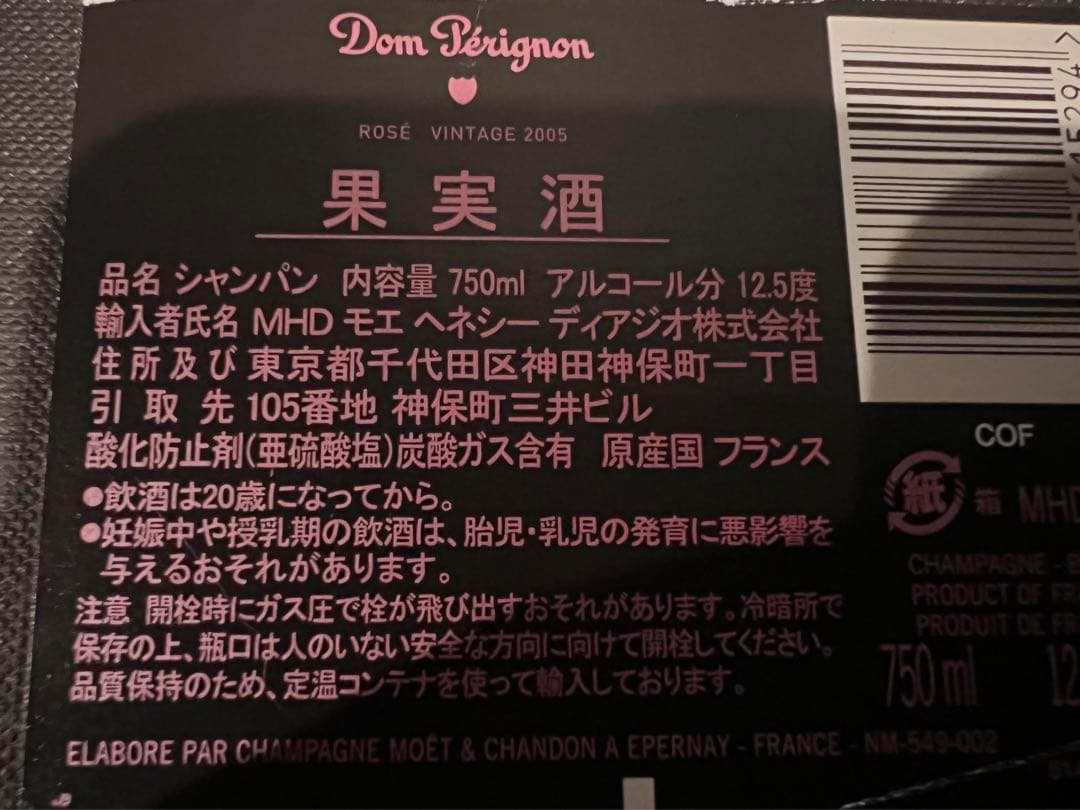 Dom Pérignon
ROSÉ VINTAGE 2005
果実酒
品名 シャンパン 内容量 750ml アルコール分 12.5度
輸入者氏名 MHD モエ ヘネシー ディアジオ株式会社
住所及び 東京都千代田区神田神保町一丁目
引取先 105番地 神保町三井ビル
酸化防止剤(亜硫酸塩)炭酸ガス含有 原産国 フランス
●飲酒は20歳になってから。
●妊娠中や授乳期の飲酒は、胎児・乳児の発育に悪影響を
与えるおそれがあります。
注意 開栓時にガス圧で栓が飛び出すおそれがあります。冷暗所で
保存の上、瓶口は人のいない安全な方向に向けて開栓してください。
品質保持のため、定温コンテナを使って輸入しております。
ELABORE PAR CHAMPAGNE MOËT & CHANDON A EPERNAY - FRANCE - NM-549-002
COF
紙 箱 MHD
CHAMPAGNE
PRODUCT OF
PRODUIT DE
750 ml